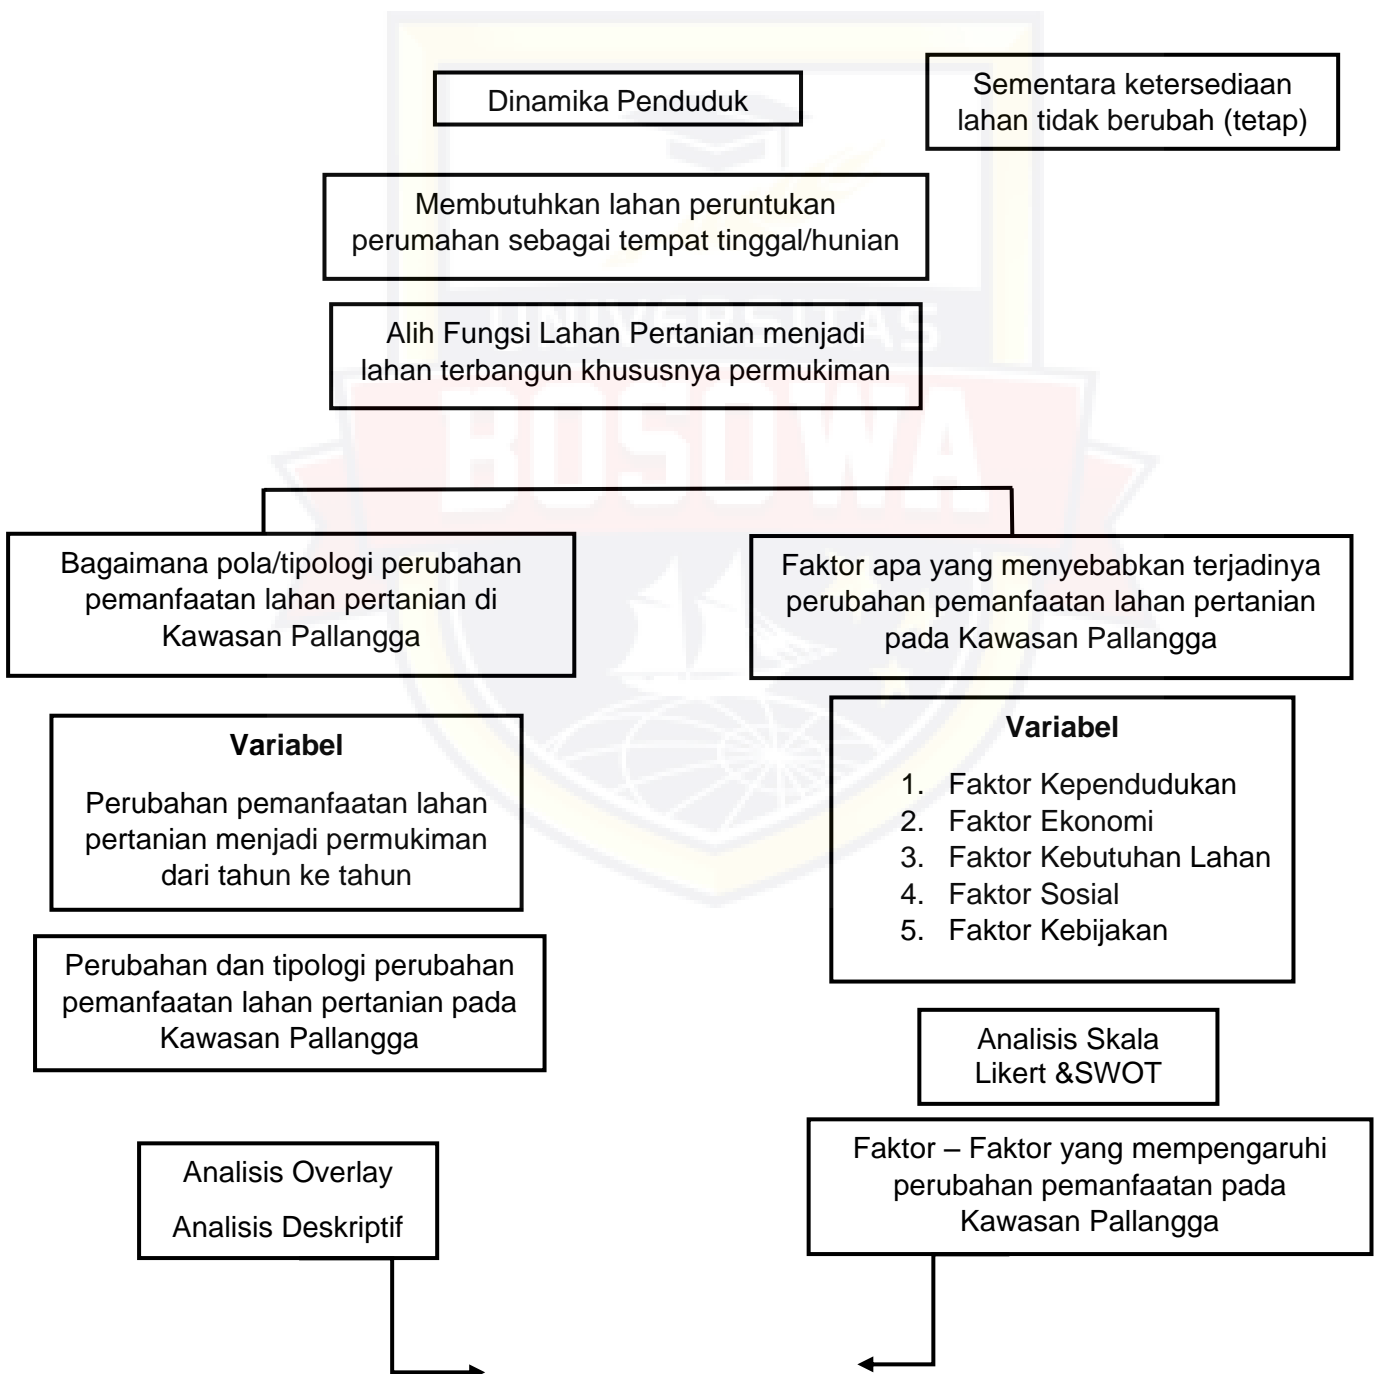 Dinamika Penduduk
Sementara ketersediaan
lahan tidak berubah (tetap)
Membutuhkan lahan peruntukan
perumahan sebagai tempat tinggal/hunian
UNIVERSITAS
Alih Fungsi Lahan Pertanian menjadi
lahan terbangun khususnya permukiman
BOSOWA
Bagaimana pola/tipologi perubahan
pemanfaatan lahan pertanian di
Kawasan Pallangga
Faktor apa yang menyebabkan terjadinya
perubahan pemanfaatan lahan pertanian
pada Kawasan Pallangga
Variabel
Perubahan pemanfaatan lahan
pertanian menjadi permukiman
dari tahun ke tahun
Variabel
1. Faktor Kependudukan
2. Faktor Ekonomi
3. Faktor Kebutuhan Lahan
4. Faktor Sosial
5. Faktor Kebijakan
Perubahan dan tipologi perubahan
pemanfaatan lahan pertanian pada
Kawasan Pallangga
Analisis Skala
Likert &SWOT
Analisis Overlay
Analisis Deskriptif
Faktor – Faktor yang mempengaruhi
perubahan pemanfaatan pada
Kawasan Pallangga